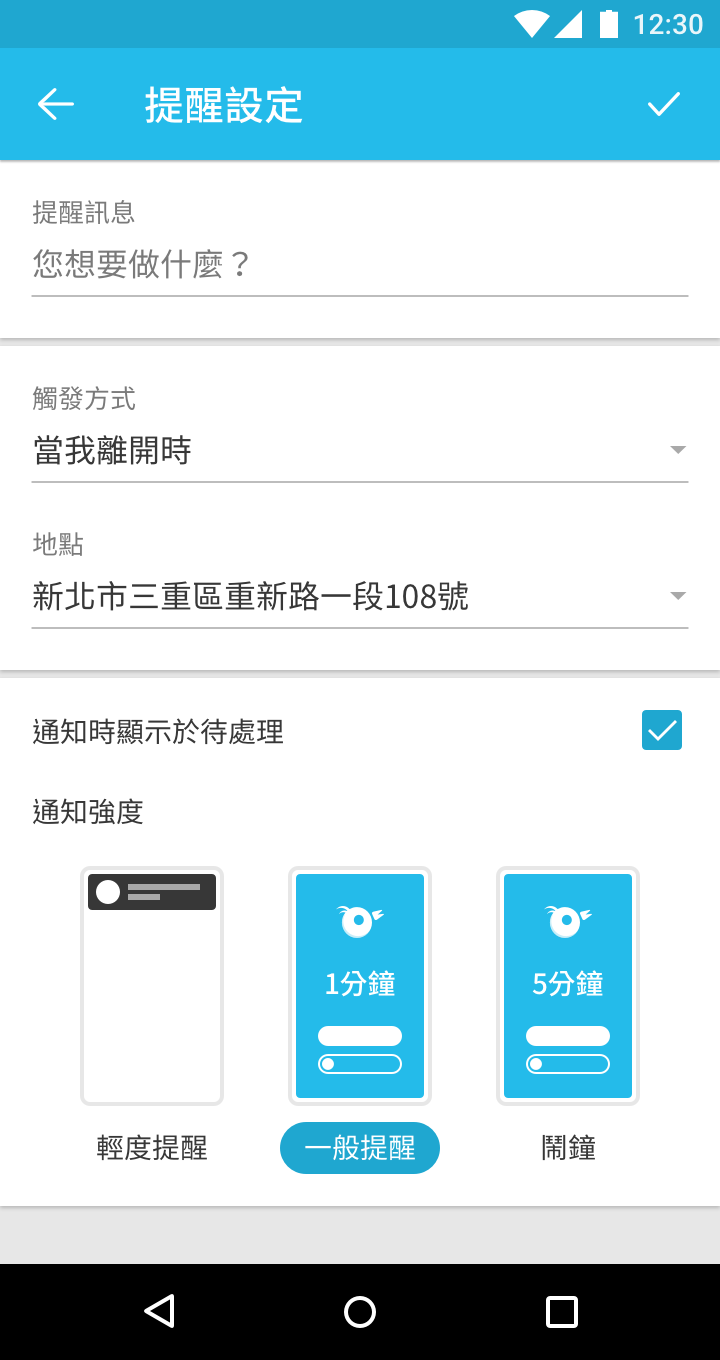 12:30
提醒設定
提醒訊息
您想要做什麼？
觸發方式
當我離開時
地點
新北市三重區重新路一段108號
通知時顯示於待處理
通知強度
1分鐘
5分鐘
輕度提醒
一般提醒
鬧鐘